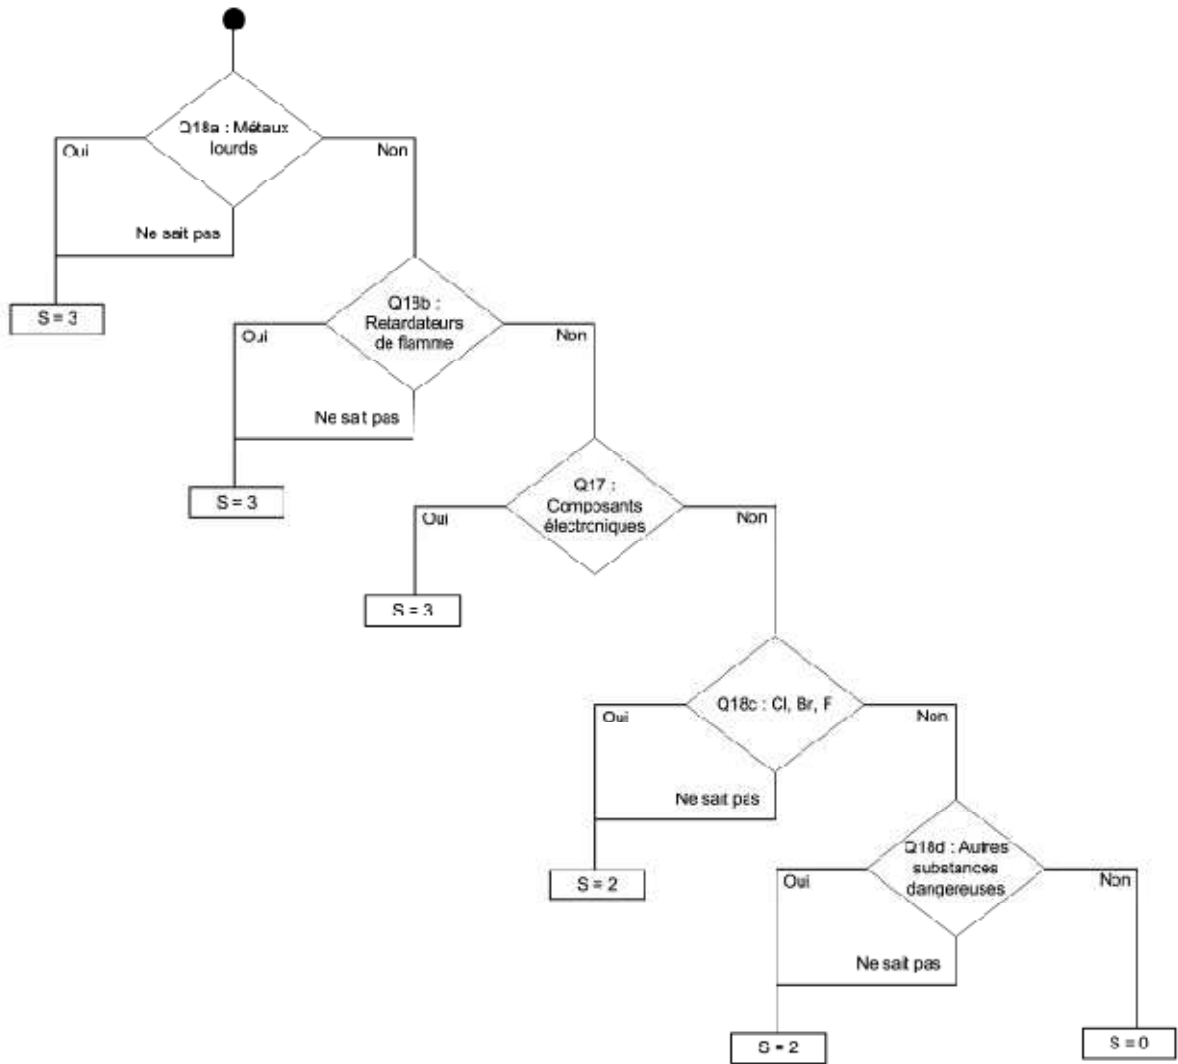 Q18a : Métaux
lourds
Oui
Non
Ne sait pas
S = 3
Q18b :
Retardateurs
de flamme
Oui
Non
Ne sait pas
S = 3
Q17 :
Composants
électroniques
Oui
Non
S = 3
Q18c : Cl, Br, F
Oui
Non
Ne sait pas
S = 2
Q18d : Autres
substances
dangereuses
Oui
Non
Ne sait pas
S = 2
S = 0